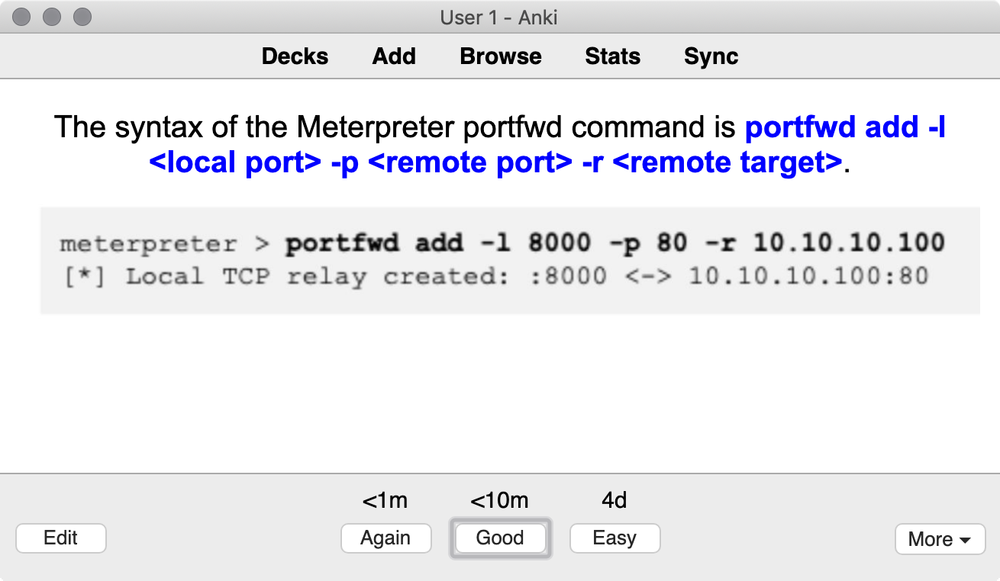 User 1 - Anki
Decks Add Browse Stats Sync
The syntax of the Meterpreter portfwd command is portfwd add -l
<local port> -p <remote port> -r <remote target>.
meterpreter > portfwd add -l 8000 -p 80 -r 10.10.10.100
[*] Local TCP relay created: :8000 <-> 10.10.10.100:80
<1m <10m 4d
Edit Again Good Easy More